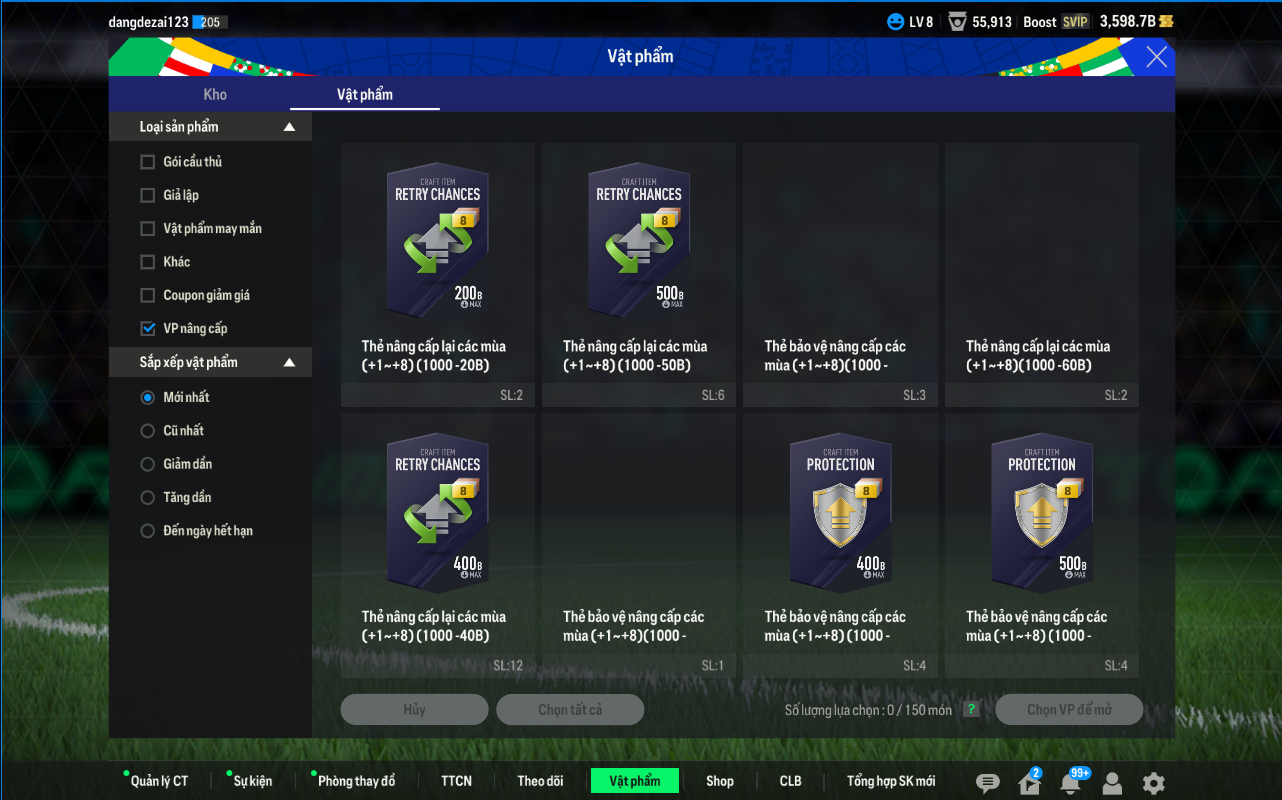 dangdezai123 205
LV 8 55,913 Boost SVIP 3,598.7B
Vật phẩm
Kho Vật phẩm
Loại sản phẩm
Gói cầu thủ
Giả lập
Vật phẩm may mắn
Khác
Coupon giảm giá
VP nâng cấp
Sắp xếp vật phẩm
Mới nhất
Cũ nhất
Giảm dần
Tăng dần
Đến ngày hết hạn
CRAFT ITEM
RETRY CHANCES
8
200B
MAX
Thẻ nâng cấp lại các mùa
(+1~+8) (1000 -20B)
SL:2
CRAFT ITEM
RETRY CHANCES
8
500B
MAX
Thẻ nâng cấp lại các mùa
(+1~+8) (1000 -50B)
SL:6
Thẻ bảo vệ nâng cấp các
mùa (+1~+8)(1000 -
SL:3
Thẻ nâng cấp lại các mùa
(+1~+8)(1000 -60B)
SL:2
CRAFT ITEM
RETRY CHANCES
8
400B
MAX
Thẻ nâng cấp lại các mùa
(+1~+8) (1000 -40B)
SL:12
Thẻ bảo vệ nâng cấp các
mùa (+1~+8)(1000 -
SL:1
CRAFT ITEM
PROTECTION
8
400B
MAX
Thẻ bảo vệ nâng cấp các
mùa (+1~+8) (1000 -
SL:4
CRAFT ITEM
PROTECTION
8
500B
MAX
Thẻ bảo vệ nâng cấp các
mùa (+1~+8) (1000 -
SL:4
Hủy Chọn tất cả Số lượng lựa chọn : 0 / 150 món ? Chọn VP để mở
Quản lý CT Sự kiện Phòng thay đồ TTCN Theo dõi Vật phẩm Shop CLB Tổng hợp SK mới 2 99+